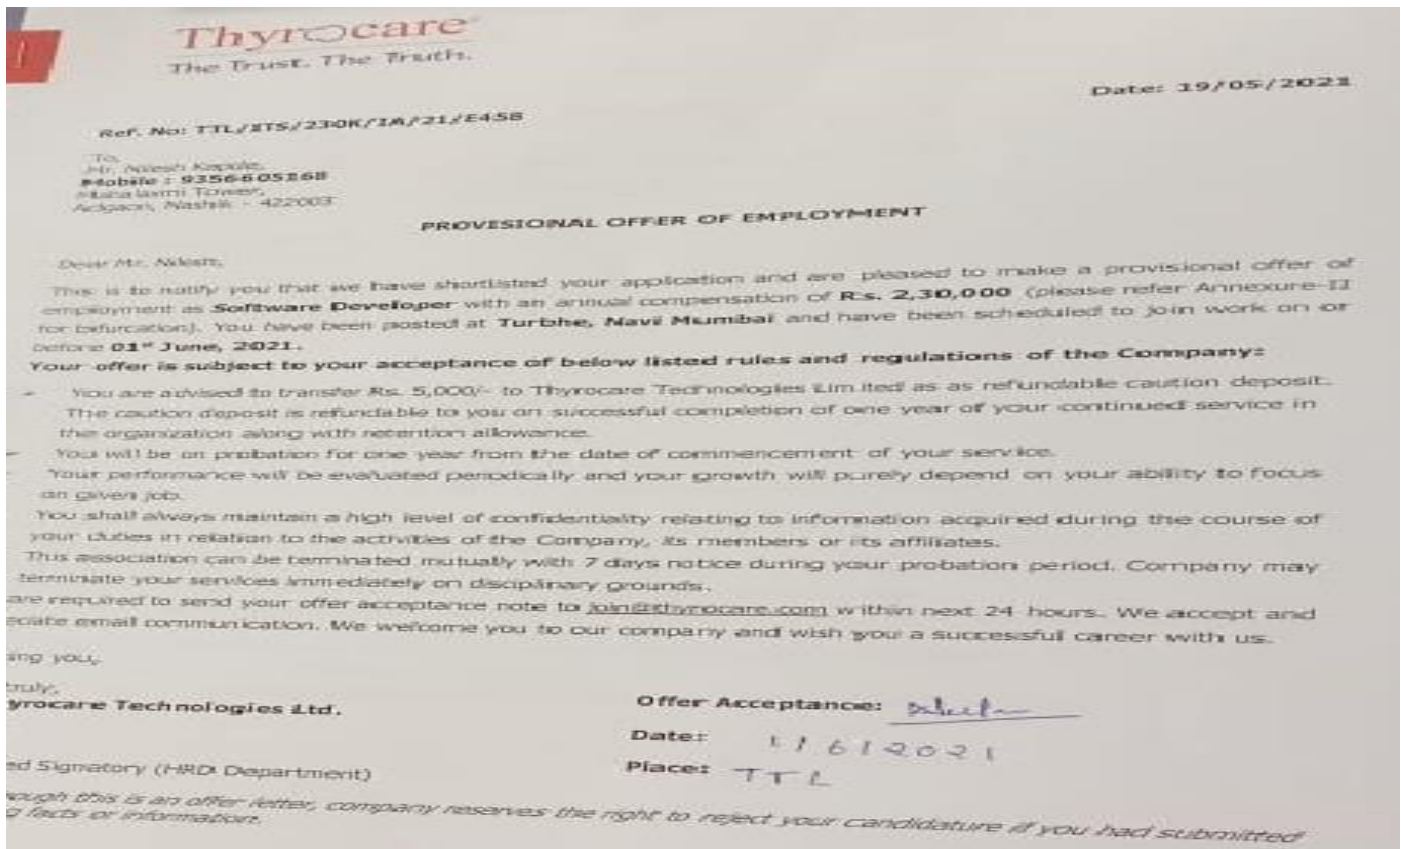 Thyrocare
The Trust. The Truth.
Date: 19/05/2021
Ref. No: TTL/ITS/230K/IA/21/E458
To,
Mr. Nilesh Kapole,
Mobile : 9356605868
Mahalaxmi Tower,
Adgaon, Nashik - 422003
PROVISIONAL OFFER OF EMPLOYMENT
Dear Mr. Nilesh,
This is to notify you that we have shortlisted your application and are pleased to make a provisional offer of
employment as Software Developer with an annual compensation of Rs. 2,30,000 (please refer Annexure-II
for bifurcation). You have been posted at Turbhe, Navi Mumbai and have been scheduled to join work on or
before 01st June, 2021.
Your offer is subject to your acceptance of below listed rules and regulations of the Company:
- You are advised to transfer Rs. 5,000/- to Thyrocare Technologies Limited as as refundable caution deposit.
The caution deposit is refundable to you on successful completion of one year of your continued service in
the organization along with retention allowance.
- You will be on probation for one year from the date of commencement of your service.
- Your performance will be evaluated periodically and your growth will purely depend on your ability to focus
on given job.
You shall always maintain a high level of confidentiality relating to information acquired during the course of
your duties in relation to the activities of the Company, its members or its affiliates.
This association can be terminated mutually with 7 days notice during your probation period. Company may
terminate your services immediately on disciplinary grounds.
are required to send your offer acceptance note to join@thyrocare.com within next 24 hours. We accept and
ciate email communication. We welcome you to our company and wish you a successful career with us.
ing you,
truly,
yrocare Technologies Ltd.
Offer Acceptance:
Date: 1/6/2021
ed Signatory (HRD Department)
Place: TTL
ough this is an offer letter, company reserves the right to reject your candidature if you had submitted
g facts or information.